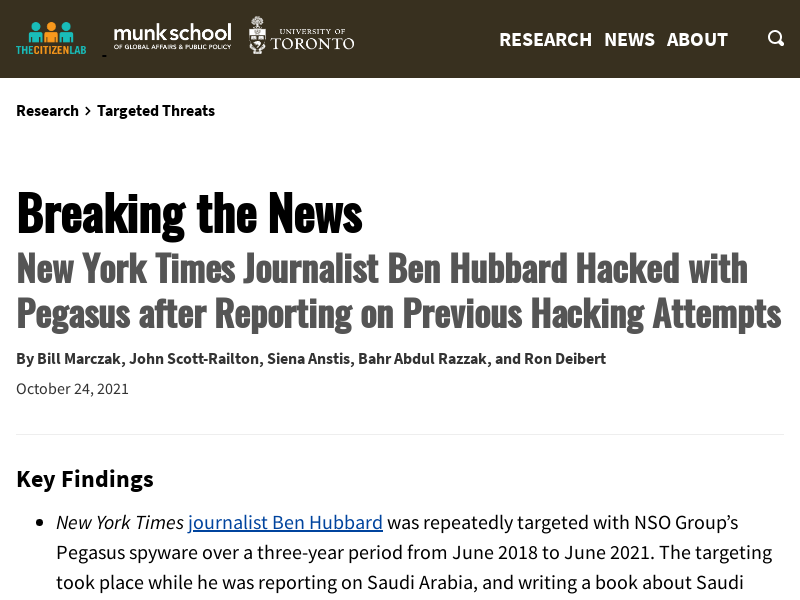 THECITIZENLAB
munk school
OF GLOBAL AFFAIRS & PUBLIC POLICY
UNIVERSITY OF
TORONTO
RESEARCH NEWS ABOUT
Research > Targeted Threats
Breaking the News
New York Times Journalist Ben Hubbard Hacked with
Pegasus after Reporting on Previous Hacking Attempts
By Bill Marczak, John Scott-Railton, Siena Anstis, Bahr Abdul Razzak, and Ron Deibert
October 24, 2021
Key Findings
• New York Times journalist Ben Hubbard was repeatedly targeted with NSO Group’s
Pegasus spyware over a three-year period from June 2018 to June 2021. The targeting
took place while he was reporting on Saudi Arabia, and writing a book about Saudi